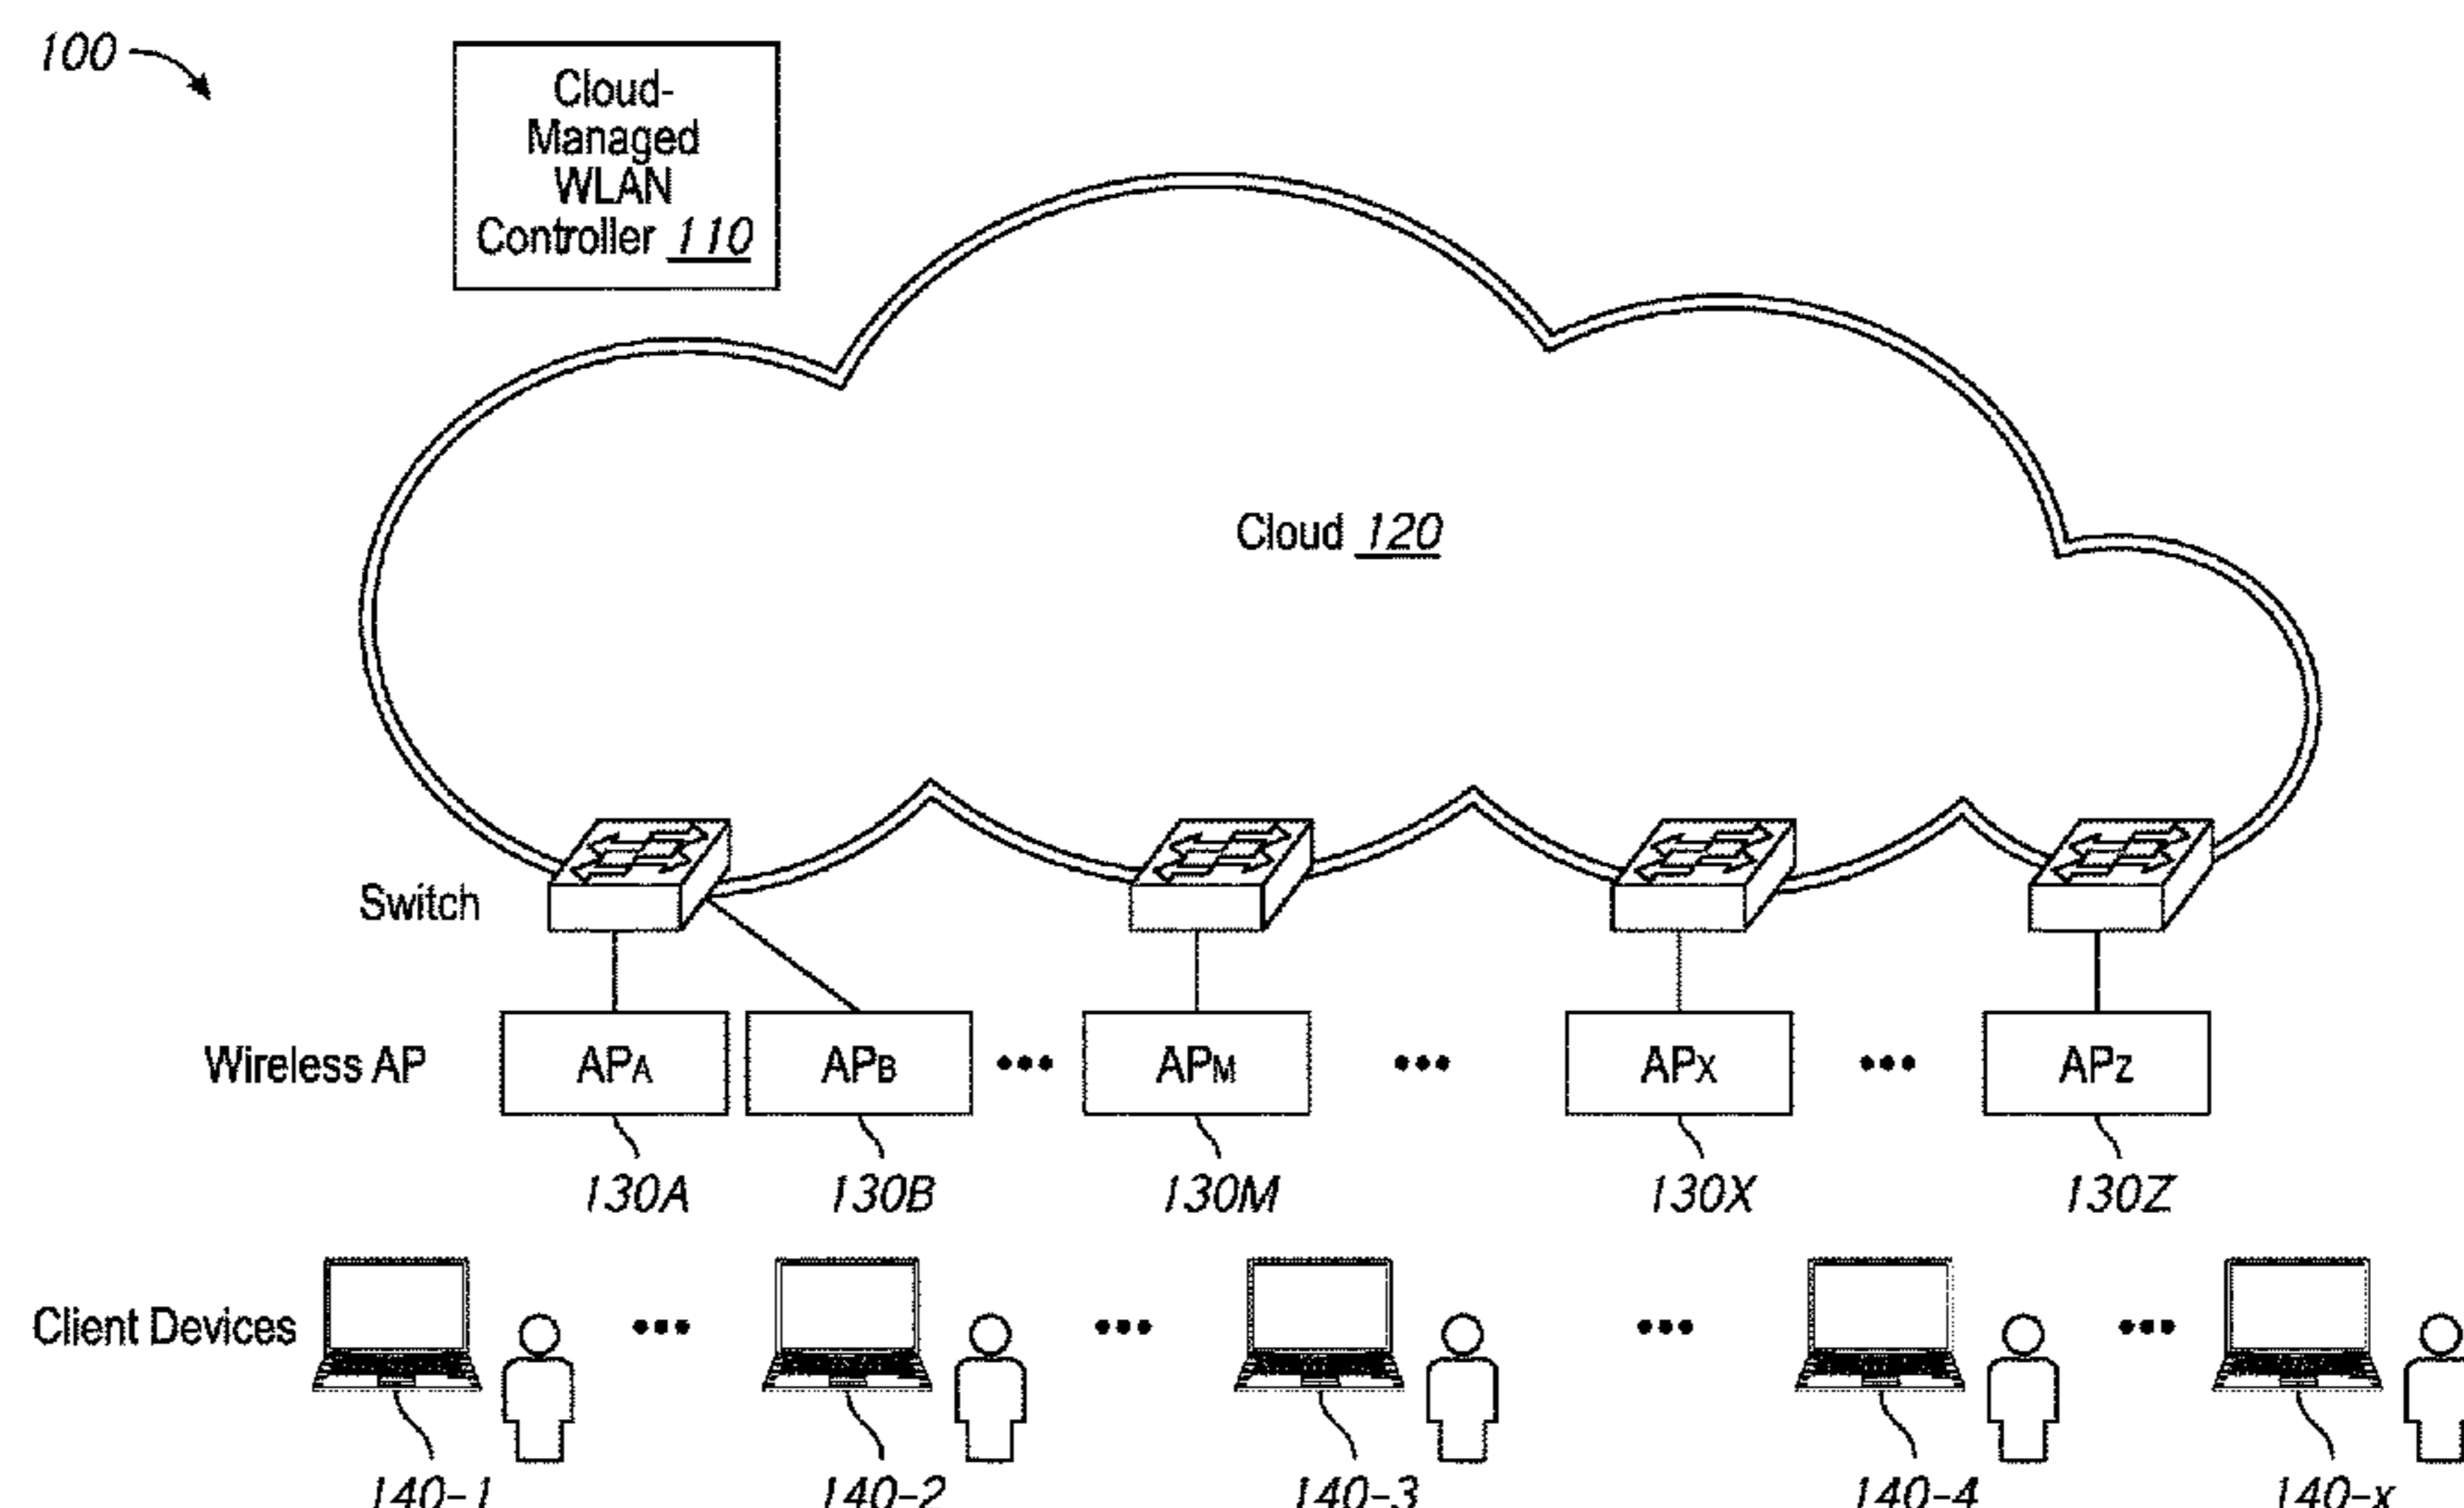 100
Cloud-
Managed
WLAN
Controller 110
Cloud 120
Switch
Wireless AP
APA
APB
APM
APX
APZ
130A
130B
130M
130X
130Z
Client Devices
140-1
140-2
140-3
140-4
140-x